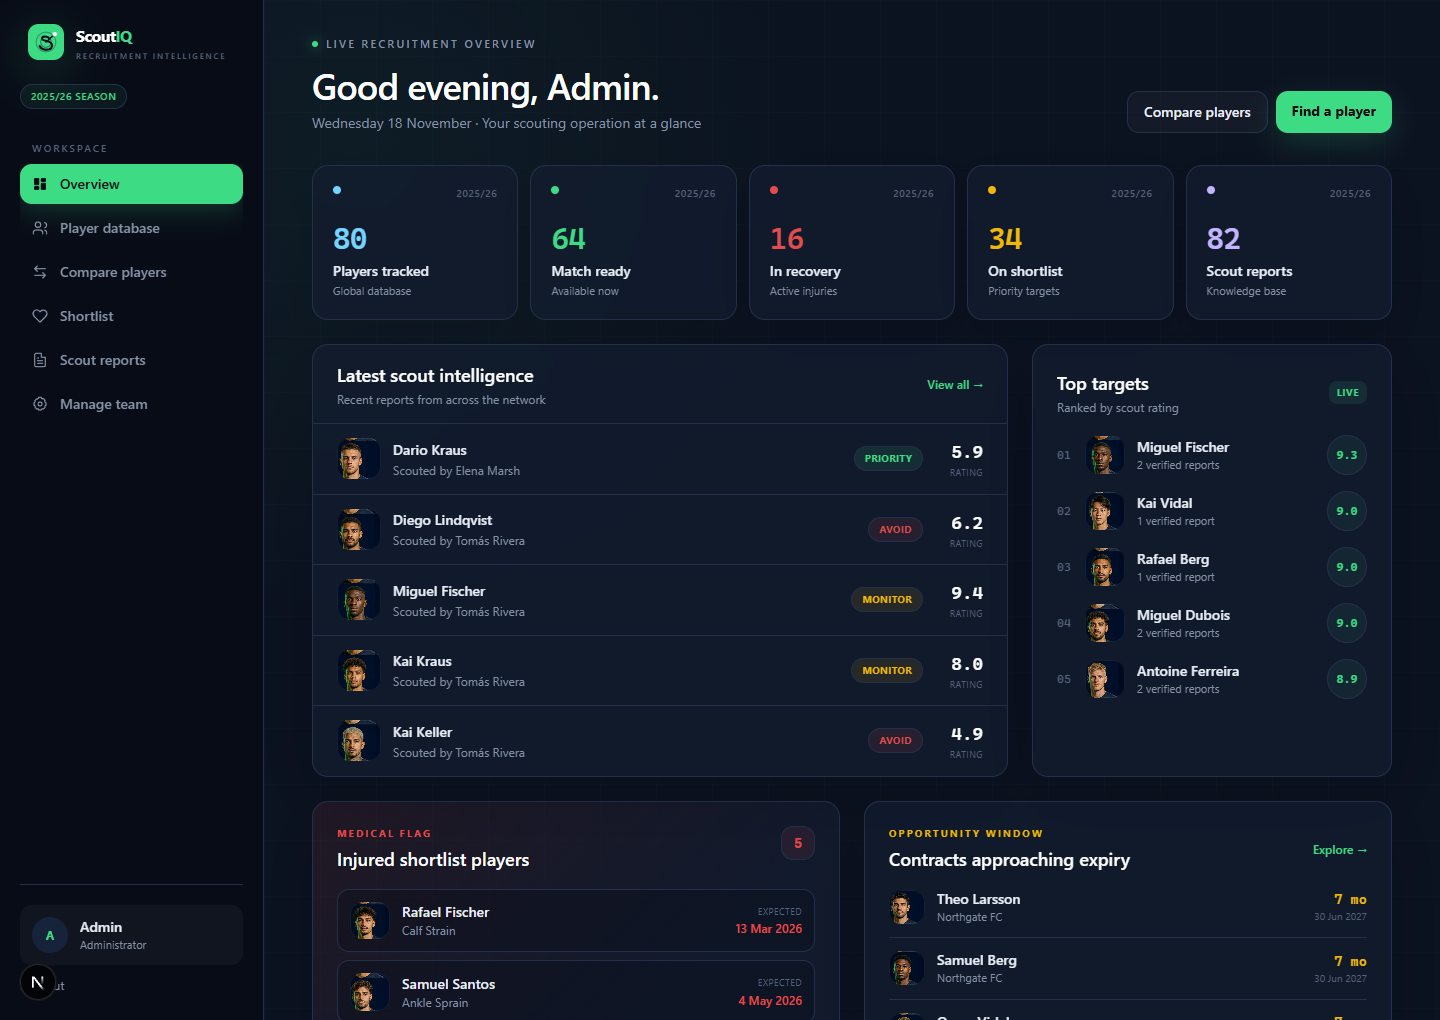 ScoutIQ
RECRUITMENT INTELLIGENCE
2025/26 SEASON
WORKSPACE
Overview
Player database
Compare players
Shortlist
Scout reports
Manage team
A
Admin
Administrator
N
ut
LIVE RECRUITMENT OVERVIEW
Good evening, Admin.
Wednesday 18 November · Your scouting operation at a glance
Compare players
Find a player
2025/26
80
Players tracked
Global database
2025/26
64
Match ready
Available now
2025/26
16
In recovery
Active injuries
2025/26
34
On shortlist
Priority targets
2025/26
82
Scout reports
Knowledge base
Latest scout intelligence
Recent reports from across the network
View all →
Dario Kraus
Scouted by Elena Marsh
PRIORITY
5.9
RATING
Diego Lindqvist
Scouted by Tomás Rivera
AVOID
6.2
RATING
Miguel Fischer
Scouted by Tomás Rivera
MONITOR
9.4
RATING
Kai Kraus
Scouted by Tomás Rivera
MONITOR
8.0
RATING
Kai Keller
Scouted by Tomás Rivera
AVOID
4.9
RATING
Top targets
Ranked by scout rating
LIVE
01
Miguel Fischer
2 verified reports
9.3
02
Kai Vidal
1 verified report
9.0
03
Rafael Berg
1 verified report
9.0
04
Miguel Dubois
2 verified reports
9.0
05
Antoine Ferreira
2 verified reports
8.9
MEDICAL FLAG
Injured shortlist players
5
Rafael Fischer
Calf Strain
EXPECTED
13 Mar 2026
Samuel Santos
Ankle Sprain
EXPECTED
4 May 2026
OPPORTUNITY WINDOW
Contracts approaching expiry
Explore →
Theo Larsson
Northgate FC
7 mo
30 Jun 2027
Samuel Berg
Northgate FC
7 mo
30 Jun 2027